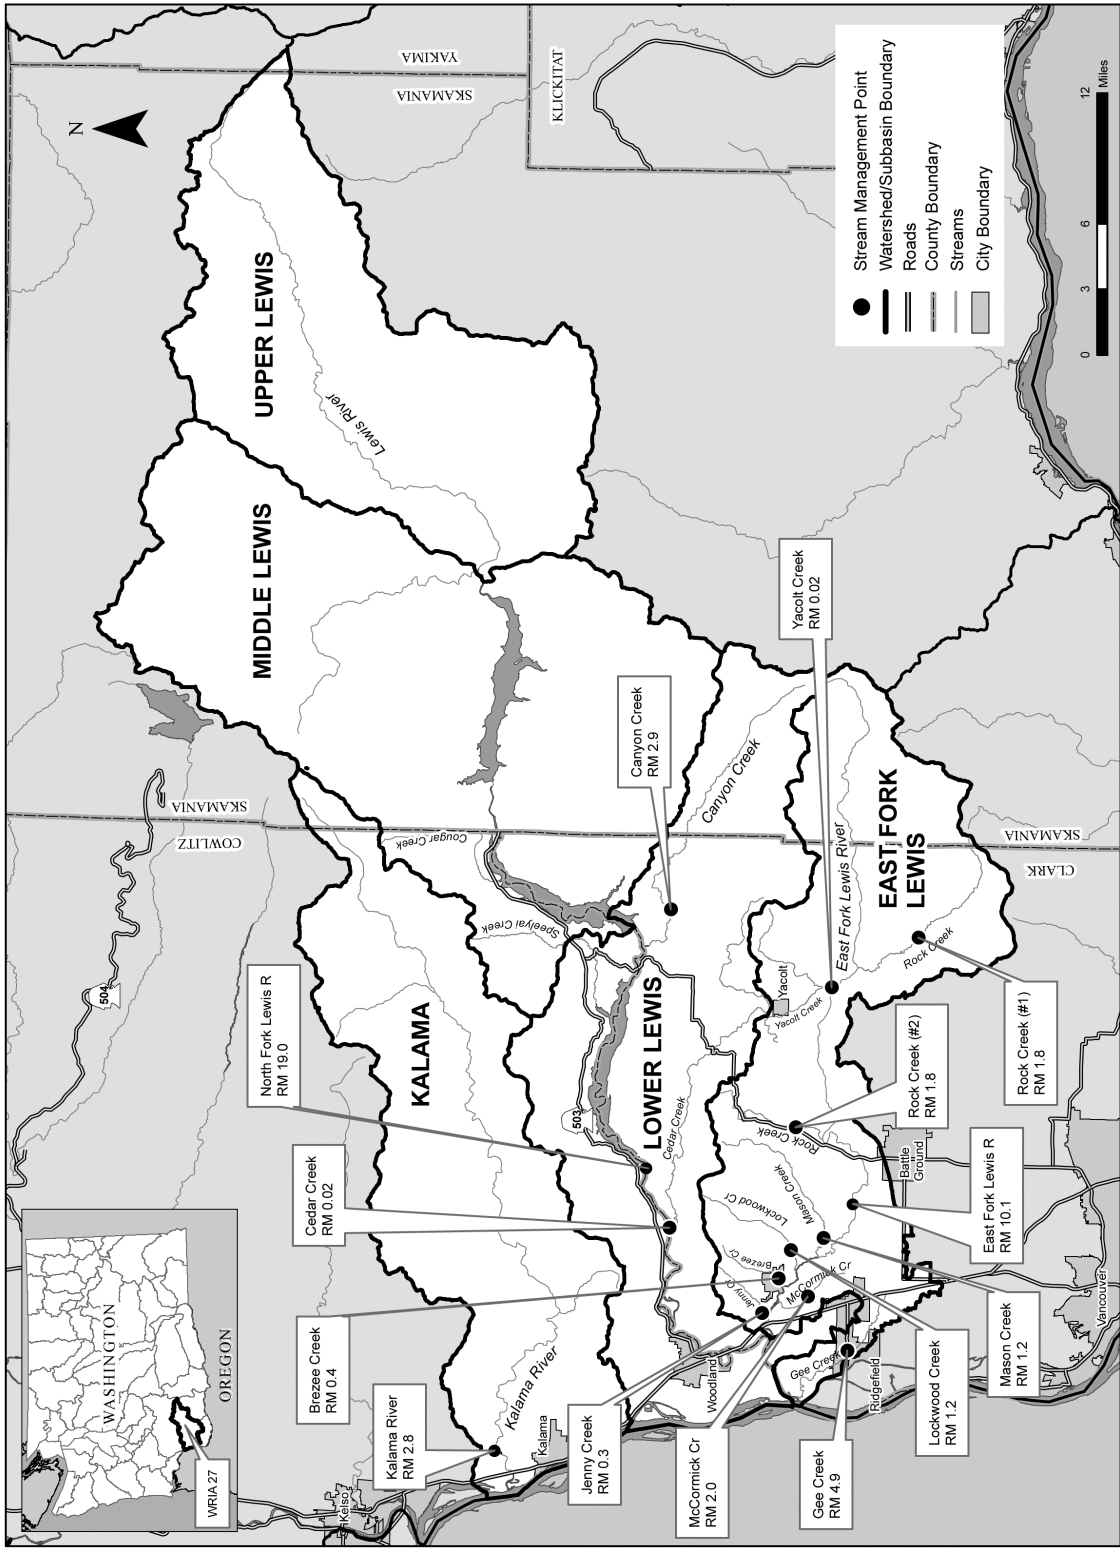 WASHINGTON
OREGON
WRIA 27
N
504
COWLITZ
SKAMANIA
SKAMANIA
YAKIMA
KLICKITAT
UPPER LEWIS
Lewis River
MIDDLE LEWIS
KALAMA
Kalama River
Cougar Creek
Speelyai Creek
503
LOWER LEWIS
Cedar Creek
Canyon Creek
EAST FORK
LEWIS
East Fork Lewis River
Rock Creek
Yacolt
Yacolt Creek
Rock Creek
Mason Creek
Lockwood Cr
Brezee Cr
Jenny Cr
McCormick Cr
Gee Creek
Kelso
Kalama
Woodland
Ridgefield
Battle
Ground
Vancouver
CLARK
SKAMANIA
North Fork Lewis R
RM 19.0
Cedar Creek
RM 0.02
Brezee Creek
RM 0.4
Kalama River
RM 2.8
Jenny Creek
RM 0.3
McCormick Cr
RM 2.0
Gee Creek
RM 4.9
Lockwood Creek
RM 1.2
Mason Creek
RM 1.2
East Fork Lewis R
RM 10.1
Rock Creek (#2)
RM 1.8
Rock Creek (#1)
RM 1.8
Canyon Creek
RM 2.9
Yacolt Creek
RM 0.02
Stream Management Point
Watershed/Subbasin Boundary
Roads
County Boundary
Streams
City Boundary
0 3 6 12
Miles